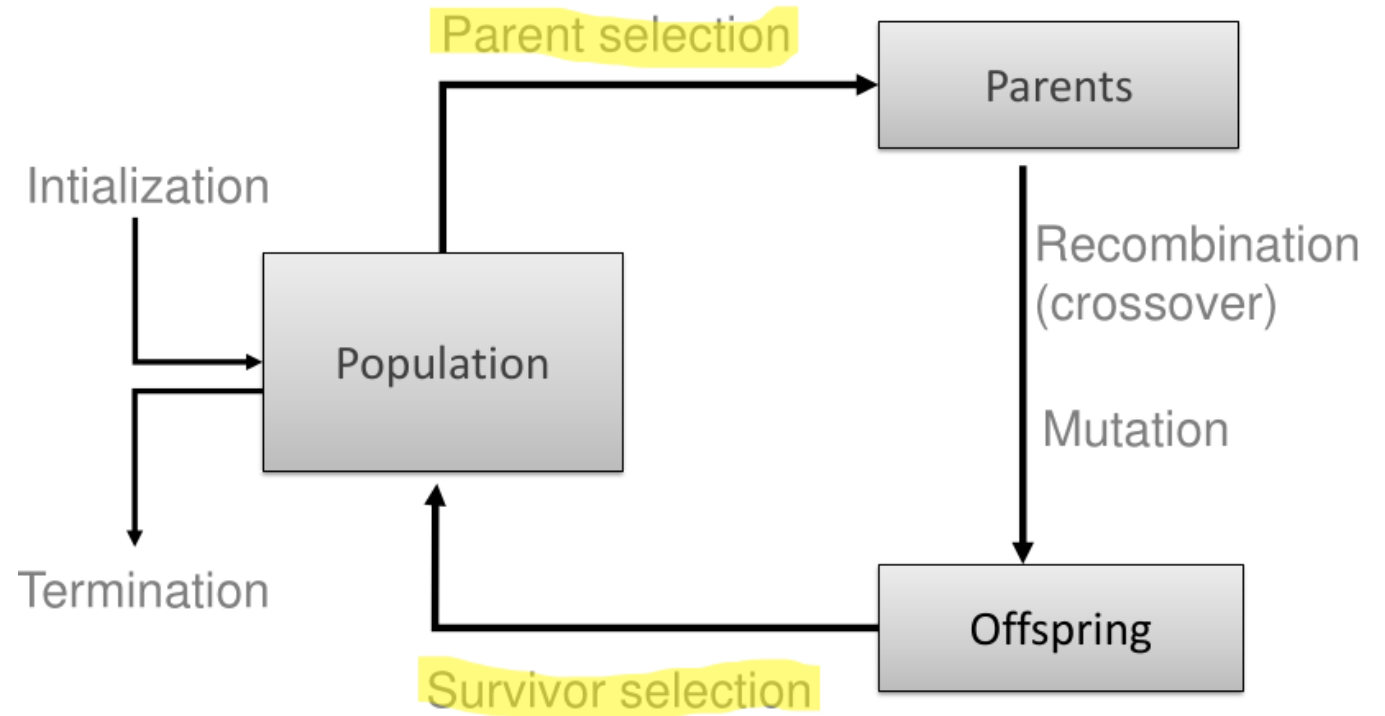 Parent selection
Parents
Intialization
Recombination
(crossover)
Population
Mutation
Termination
Offspring
Survivor selection